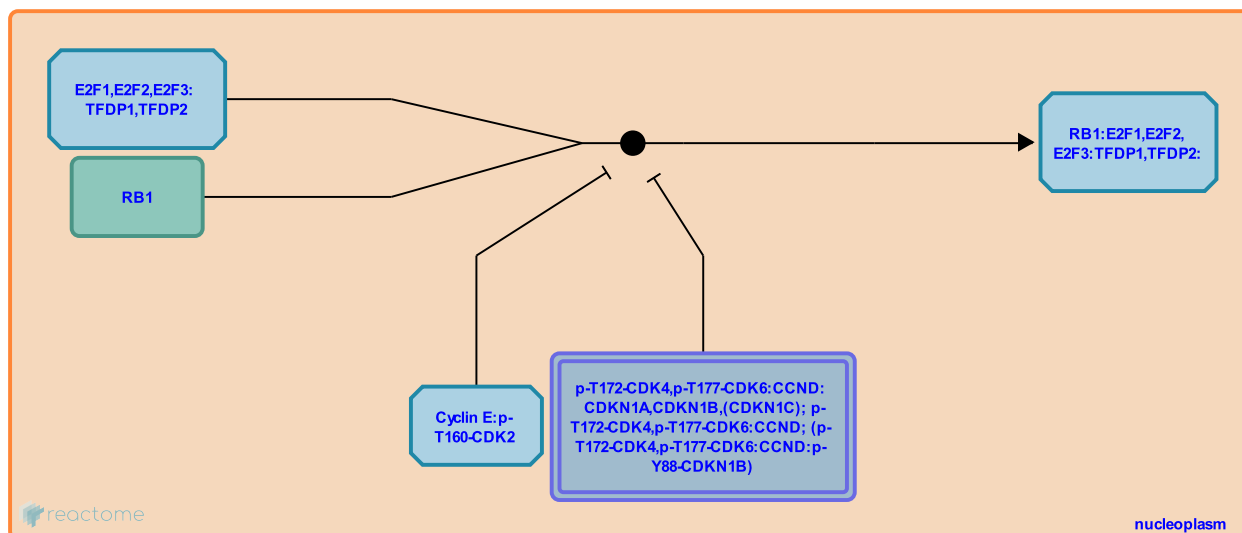 E2F1,E2F2,E2F3:
TFDP1,TFDP2
RB1
RB1:E2F1,E2F2,
E2F3:TFDP1,TFDP2:
Cyclin E:p-
T160-CDK2
p-T172-CDK4,p-T177-CDK6:CCND:
CDKN1A,CDKN1B,(CDKN1C); p-
T172-CDK4,p-T177-CDK6:CCND; (p-
T172-CDK4,p-T177-CDK6:CCND:p-
Y88-CDKN1B)
reactome
nucleoplasm